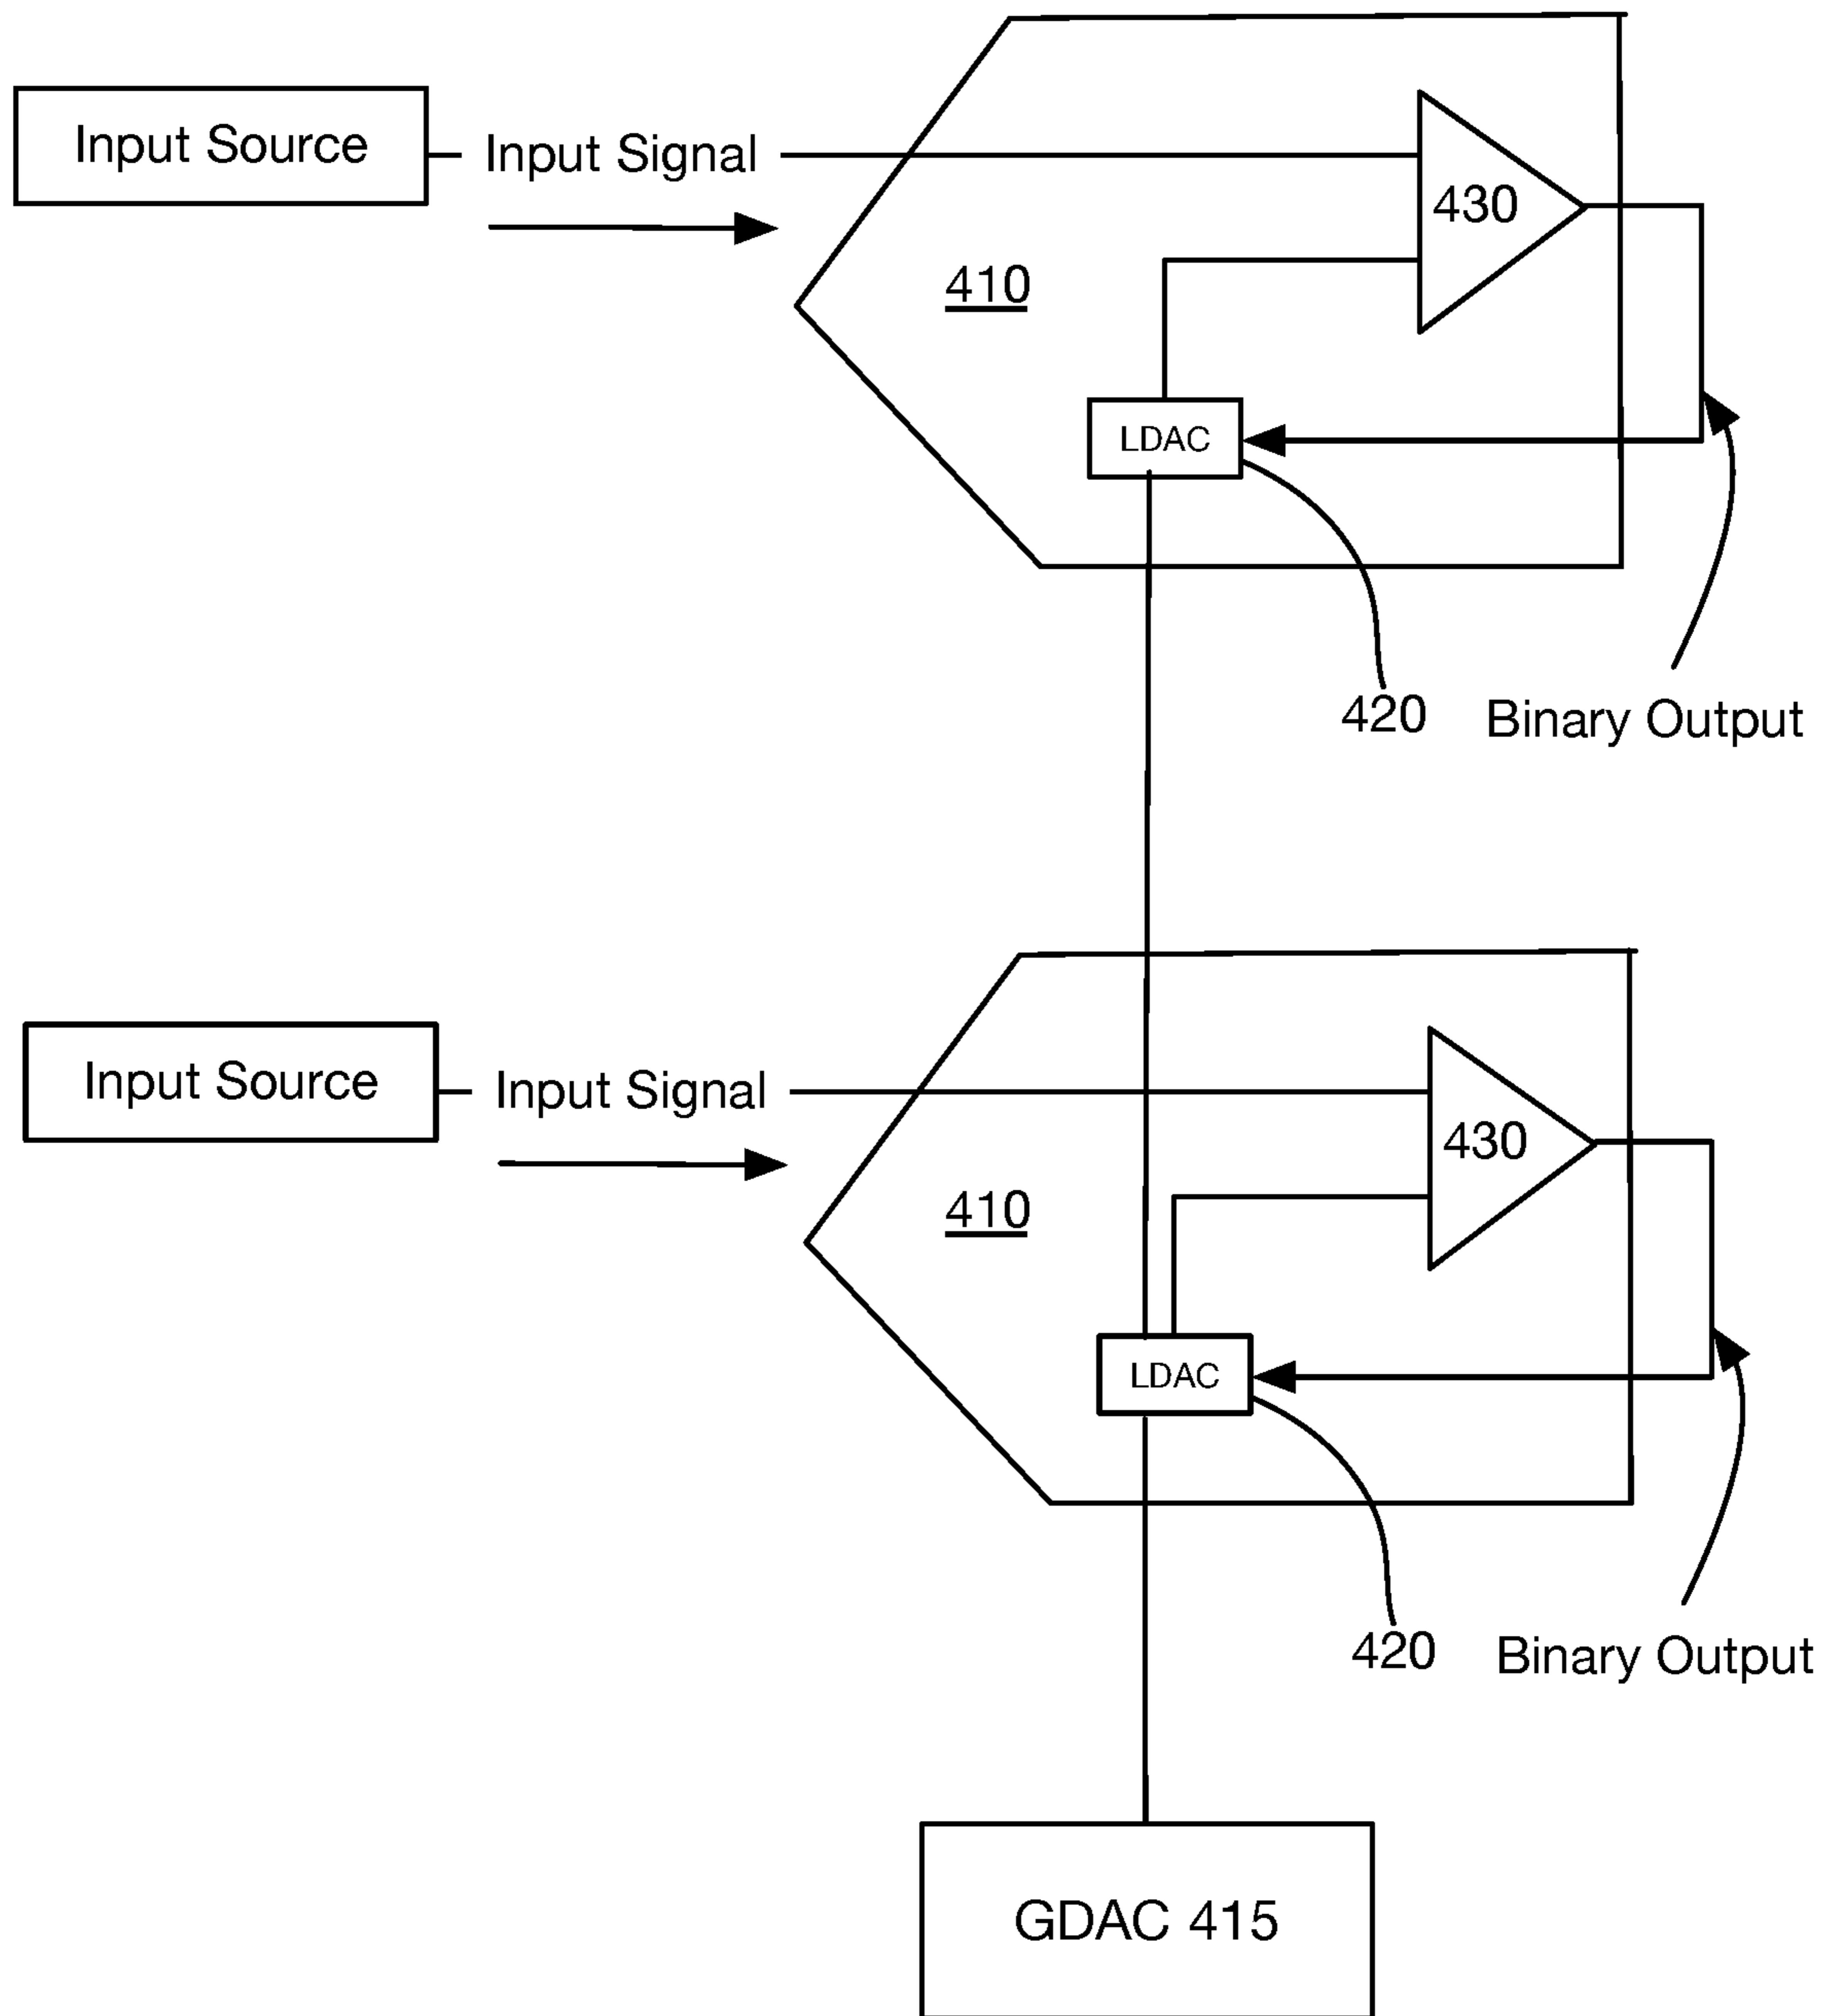 Input Source
Input Signal
430
410
LDAC
420
Binary Output
Input Source
Input Signal
430
410
LDAC
420
Binary Output
GDAC 415